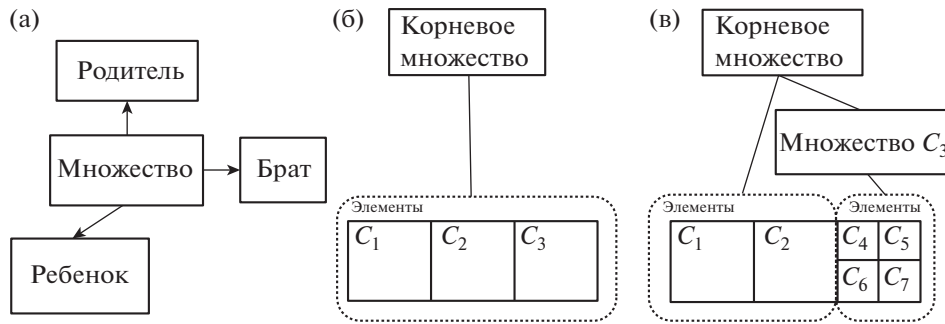 (а)
Родитель
Множество
Брат
Ребенок
(б)
Корневое
множество
Элементы
C1 C2 C3
(в)
Корневое
множество
Множество C3
Элементы
Элементы
C1 C2 C4 C5
C6 C7